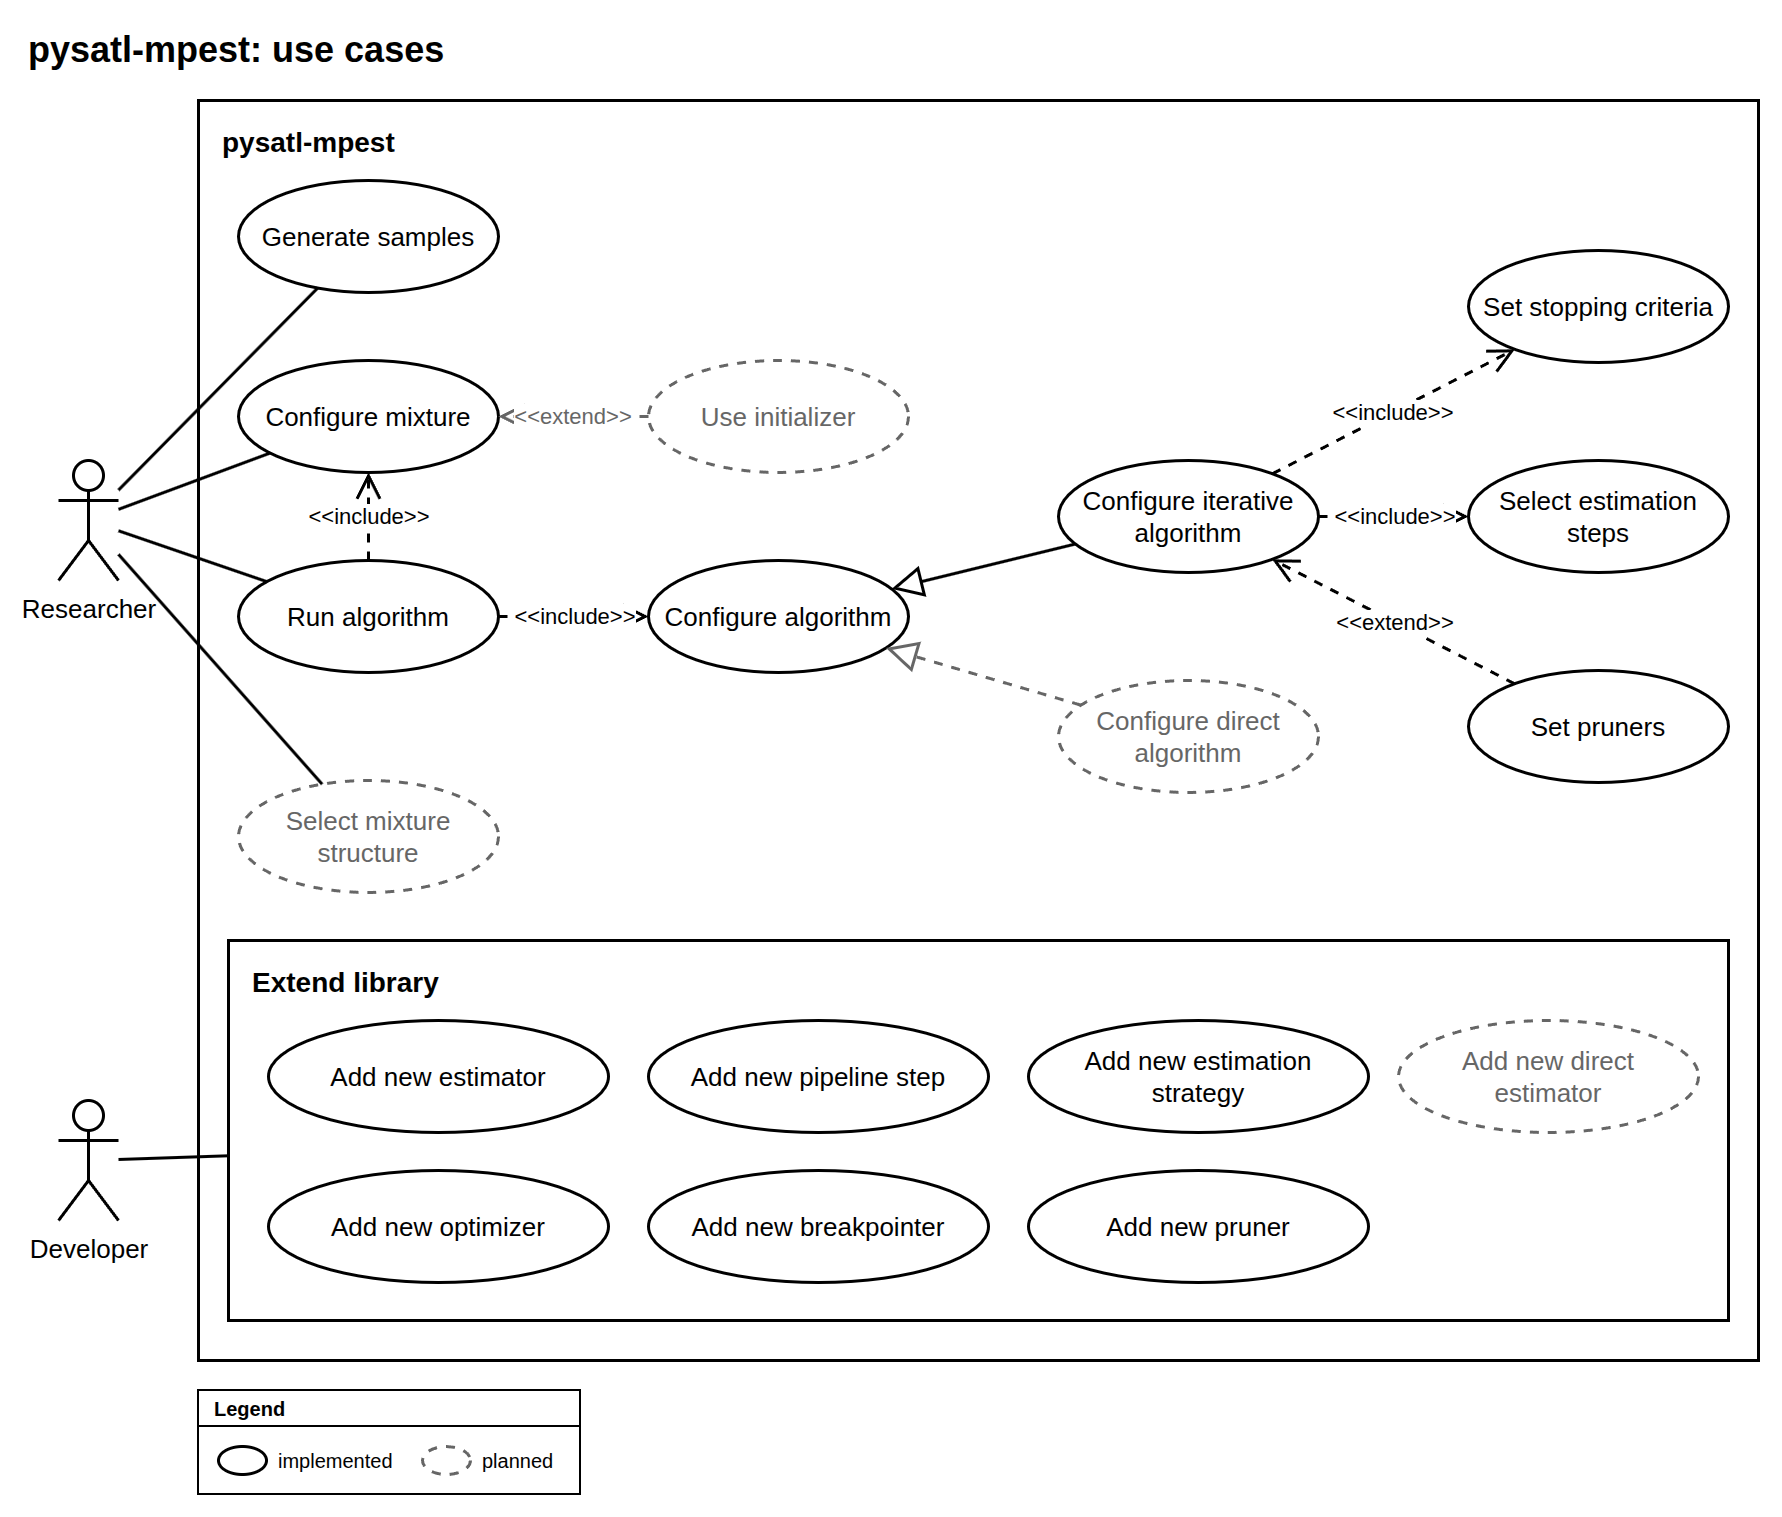 pysatl-mpest: use cases
pysatl-mpest
Generate samples
Set stopping criteria
Configure mixture
<<extend>>
Use initializer
<<include>>
Configure iterative
algorithm
<<include>>
Select estimation
steps
<<include>>
Researcher
Run algorithm
<<include>>
Configure algorithm
<<extend>>
Configure direct
algorithm
Set pruners
Select mixture
structure
Extend library
Add new estimator
Add new pipeline step
Add new estimation
strategy
Add new direct
estimator
Developer
Add new optimizer
Add new breakpointer
Add new pruner
Legend
implemented
planned